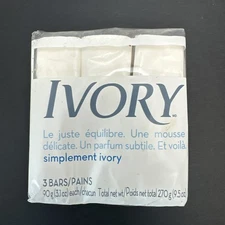 IVORY
Le juste équilibre. Une mousse
délicate. Un parfum subtile. Et voilà.
simplement ivory
3 BARS/PAINS
90 g (3.1 oz) each/chacun Total net wt./Poids net total 270 g (9.5 oz)